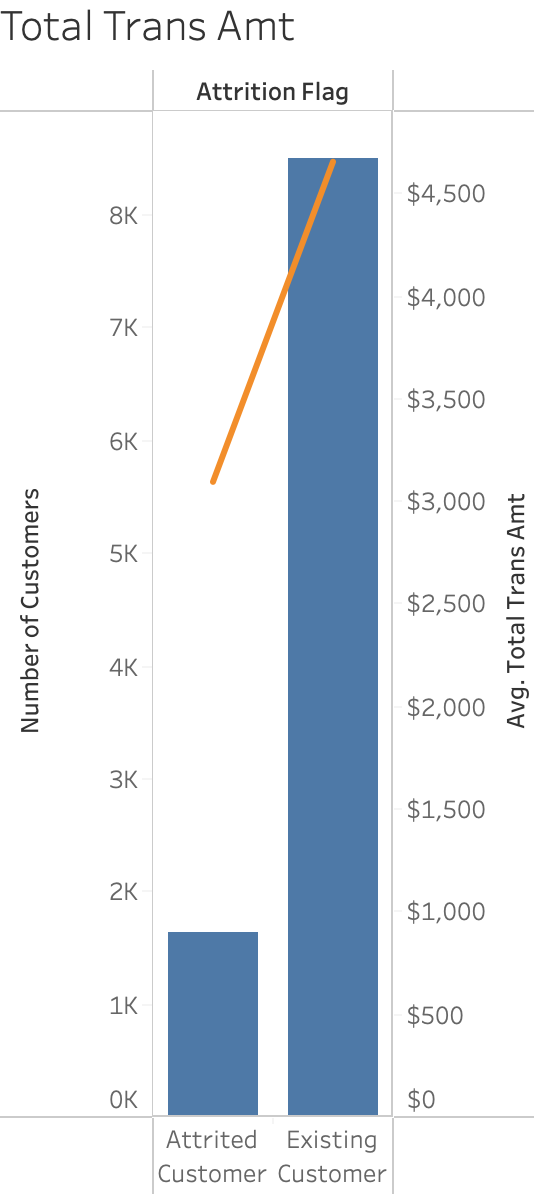 Total Trans Amt
Attrition Flag
Number of Customers
8K
7K
6K
5K
4K
3K
2K
1K
0K
$4,500
$4,000
$3,500
$3,000
$2,500
$2,000
$1,500
$1,000
$500
$0
Avg. Total Trans Amt
Attrited
Customer
Existing
Customer